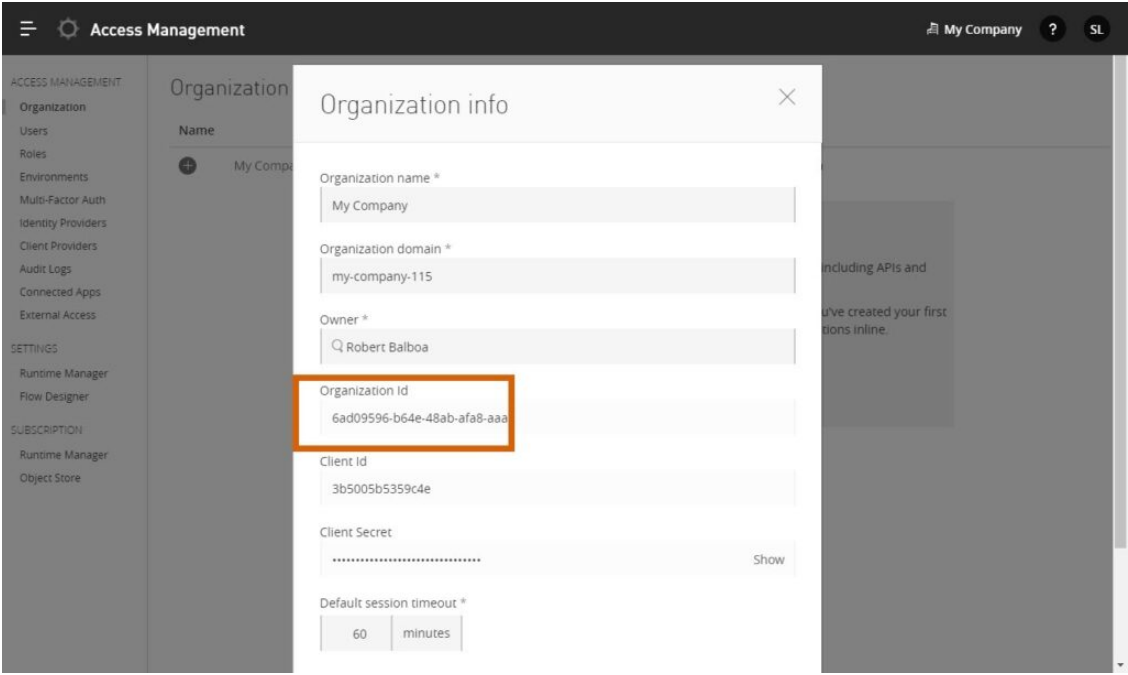 Access Management
My Company
?
SL
ACCESS MANAGEMENT
Organization
Users
Roles
Environments
Multi-Factor Auth
Identity Providers
Client Providers
Audit Logs
Connected Apps
External Access
SETTINGS
Runtime Manager
Flow Designer
SUBSCRIPTION
Runtime Manager
Object Store
Organization
Name
My Compa
including APIs and
u've created your first
tions inline.
Organization info
Organization name *
My Company
Organization domain *
my-company-115
Owner *
Robert Balboa
Organization Id
6ad09596-b64e-48ab-afa8-aaa
Client Id
3b5005b5359c4e
Client Secret
•••••••••••••••••••••••••••••••• Show
Default session timeout *
60 minutes